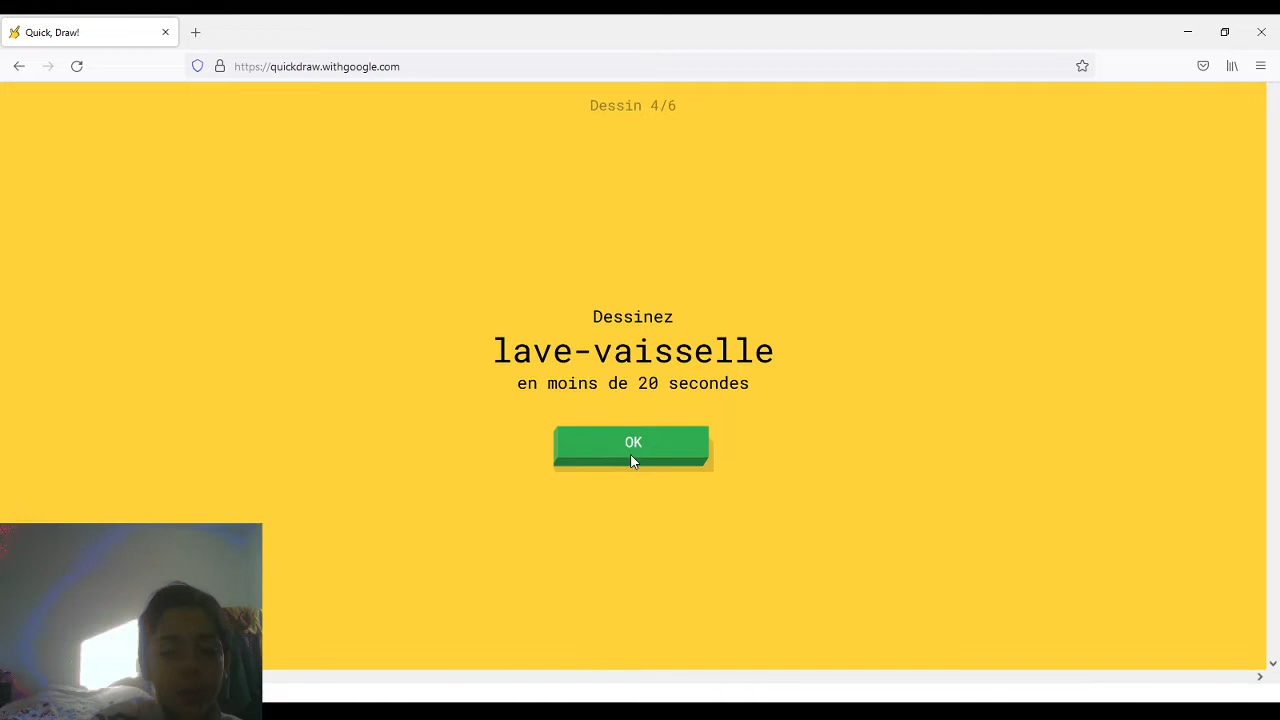 Quick, Draw!
https://quickdraw.withgoogle.com
Dessin 4/6
Dessinez
lave-vaisselle
en moins de 20 secondes
OK